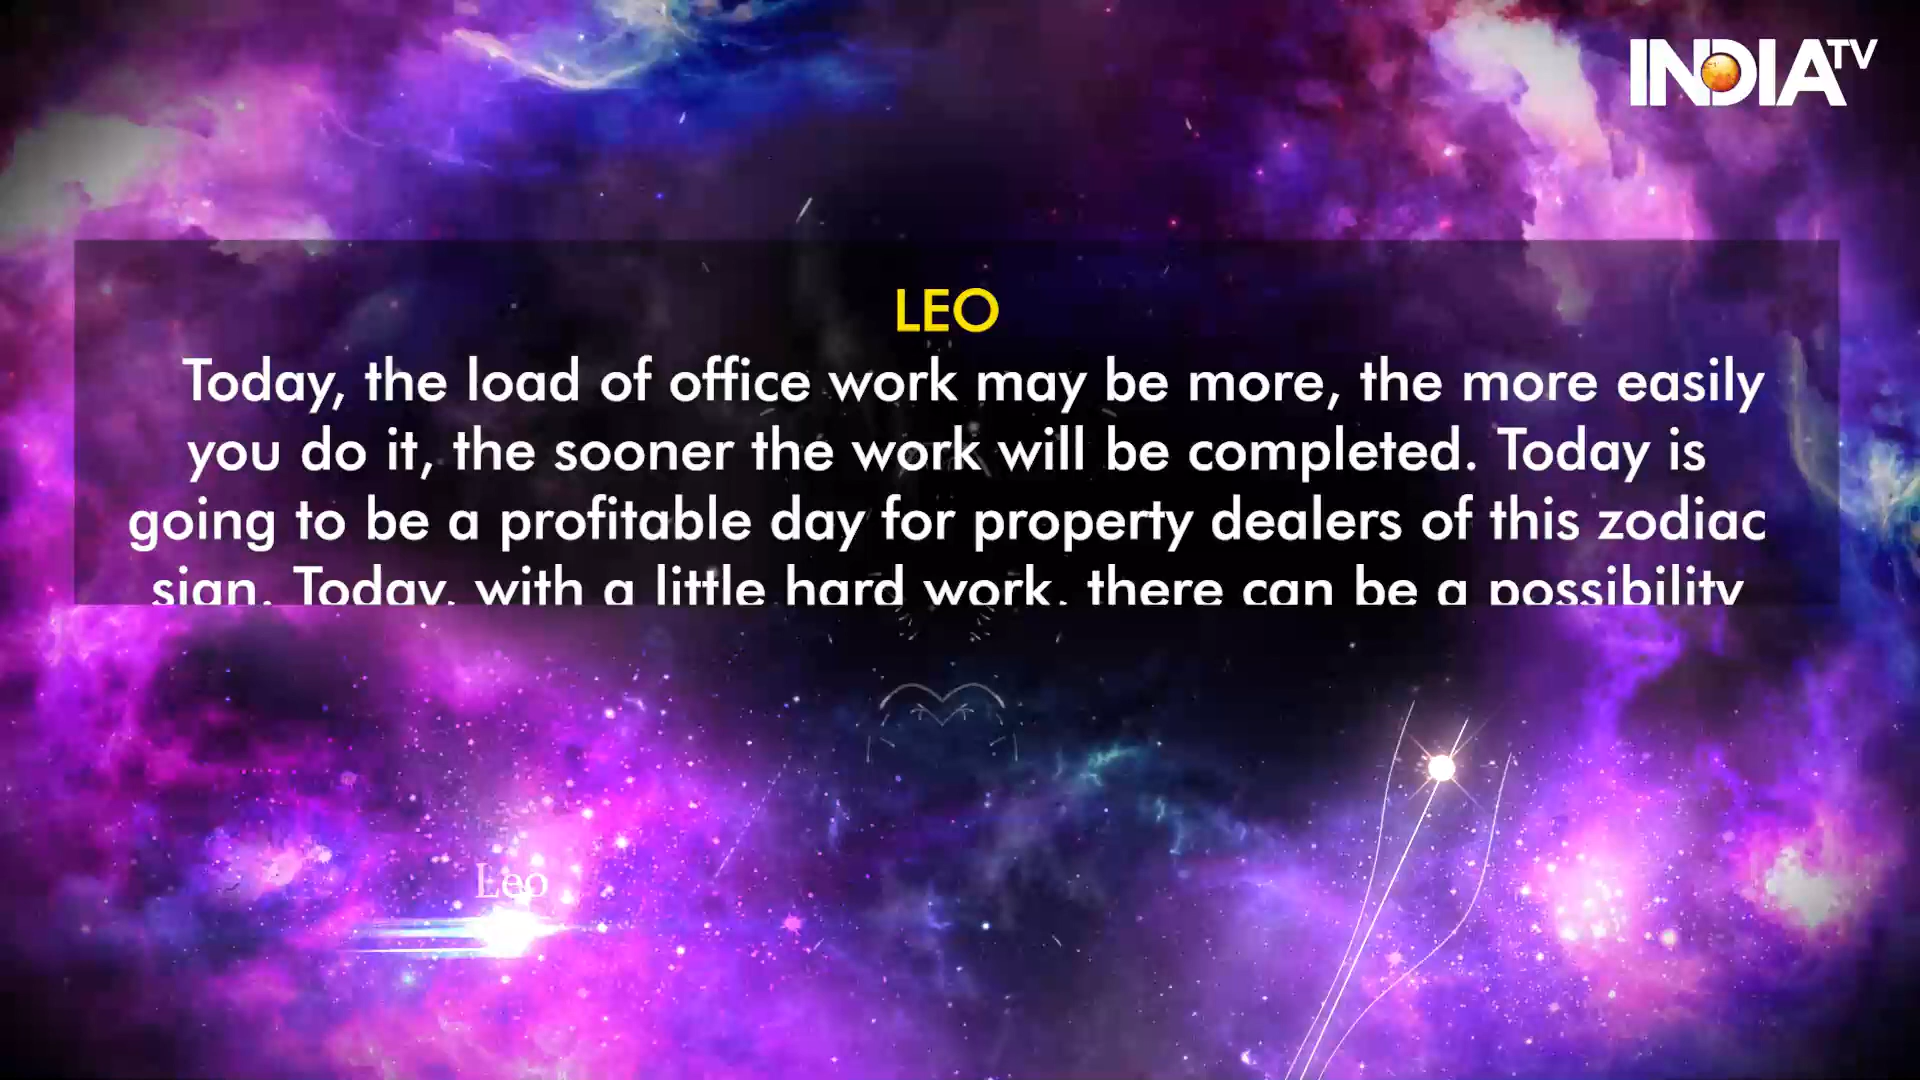 INDIA TV
LEO
Today, the load of office work may be more, the more easily
you do it, the sooner the work will be completed. Today is
going to be a profitable day for property dealers of this zodiac
sign. Today, with a little hard work, there can be a possibility
Leo